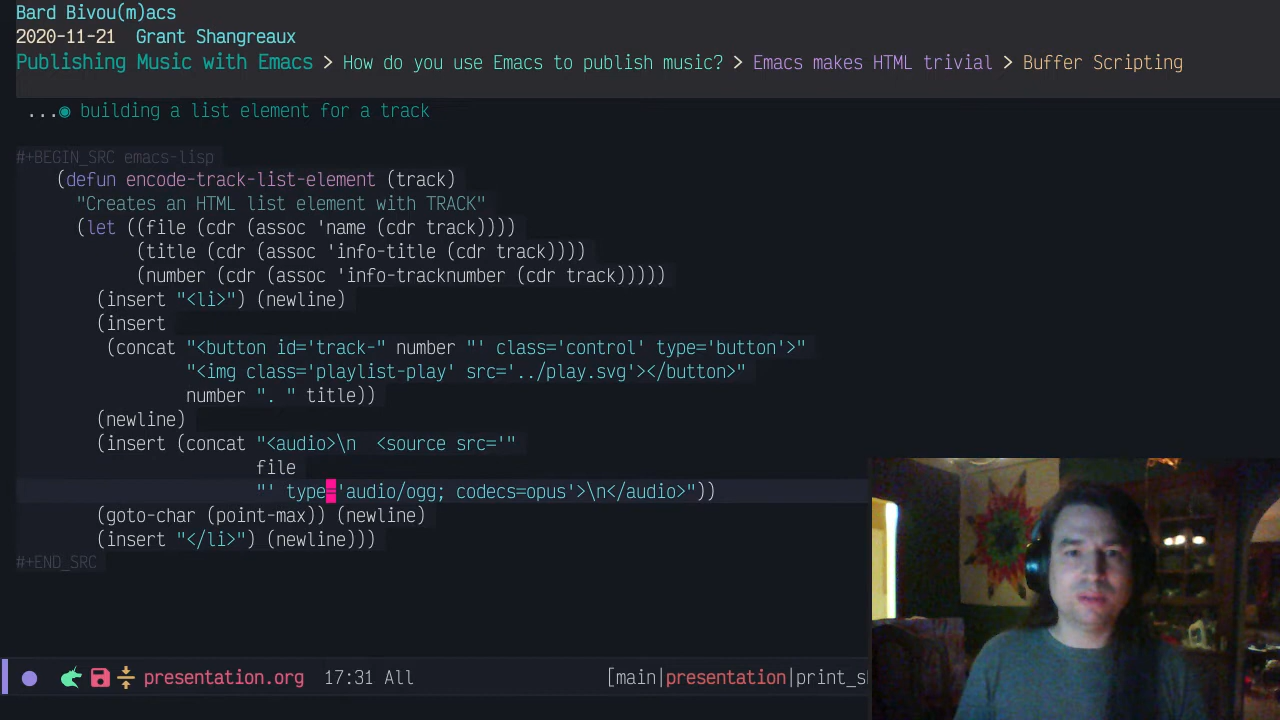 Bard Bivou(m)acs
2020-11-21  Grant Shangreaux
Publishing Music with Emacs > How do you use Emacs to publish music? > Emacs makes HTML trivial > Buffer Scripting
...◉ building a list element for a track
#+BEGIN_SRC emacs-lisp
(defun encode-track-list-element (track)
"Creates an HTML list element with TRACK"
(let ((file (cdr (assoc 'name (cdr track))))
(title (cdr (assoc 'info-title (cdr track))))
(number (cdr (assoc 'info-tracknumber (cdr track)))))
(insert "<li>") (newline)
(insert
(concat "<button id='track-" number "' class='control' type='button'>"
"<img class='playlist-play' src='../play.svg'></button>"
number ". " title))
(newline)
(insert (concat "<audio>\n  <source src='"
file
"' type='audio/ogg; codecs=opus'>\n</audio>"))
(goto-char (point-max)) (newline)
(insert "</li>") (newline)))
#+END_SRC
presentation.org  17:31 All  [main|presentation|print_s